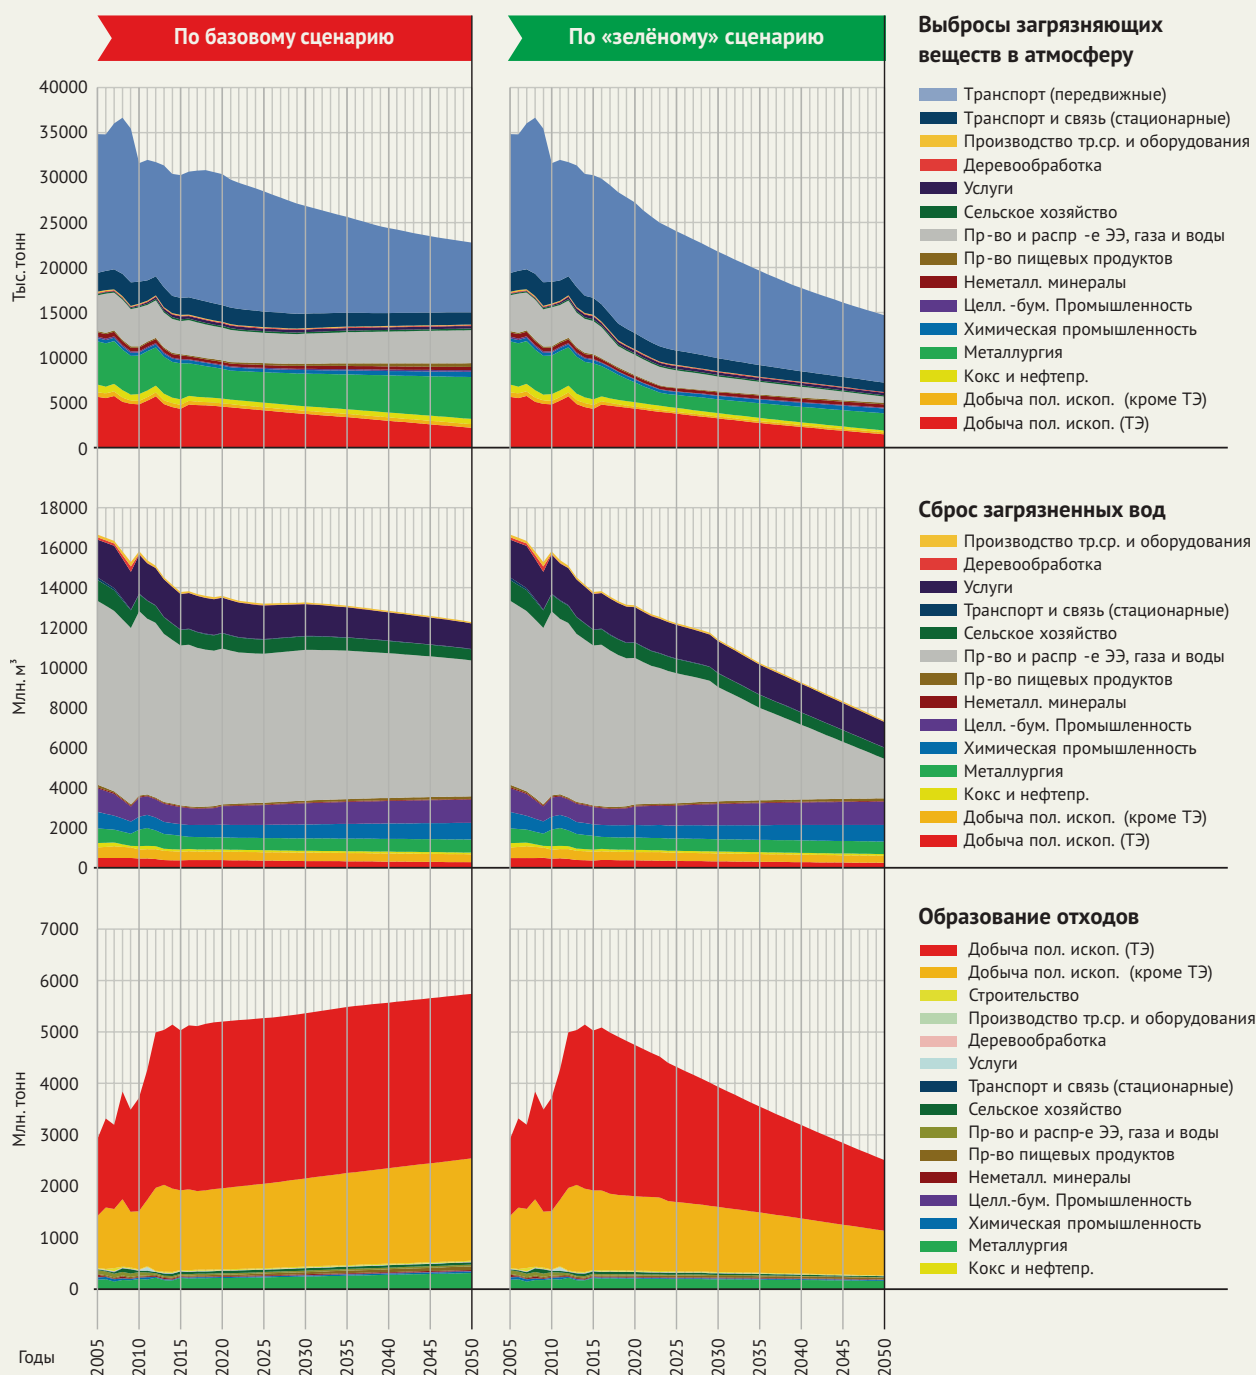 По базовому сценарию
По «зелёному» сценарию
Выбросы загрязняющих
веществ в атмосферу
Тыс. тонн
40000
35000
30000
25000
20000
15000
10000
5000
0
Транспорт (передвижные)
Транспорт и связь (стационарные)
Производство тр.ср. и оборудования
Деревообработка
Услуги
Сельское хозяйство
Пр-во и распр -е ЭЭ, газа и воды
Пр-во пищевых продуктов
Неметалл. минералы
Целл. -бум. Промышленность
Химическая промышленность
Металлургия
Кокс и нефтепр.
Добыча пол. ископ. (кроме ТЭ)
Добыча пол. ископ. (ТЭ)
Млн. м³
18000
16000
14000
12000
10000
8000
6000
4000
2000
0
Сброс загрязненных вод
Производство тр.ср. и оборудования
Деревообработка
Услуги
Транспорт и связь (стационарные)
Сельское хозяйство
Пр-во и распр -е ЭЭ, газа и воды
Пр-во пищевых продуктов
Неметалл. минералы
Целл. -бум. Промышленность
Химическая промышленность
Металлургия
Кокс и нефтепр.
Добыча пол. ископ. (кроме ТЭ)
Добыча пол. ископ. (ТЭ)
Млн. тонн
7000
6000
5000
4000
3000
2000
1000
0
Образование отходов
Добыча пол. ископ. (ТЭ)
Добыча пол. ископ. (кроме ТЭ)
Строительство
Производство тр.ср. и оборудования
Деревообработка
Услуги
Транспорт и связь (стационарные)
Сельское хозяйство
Пр-во и распр-е ЭЭ, газа и воды
Пр-во пищевых продуктов
Неметалл. минералы
Целл.-бум. Промышленность
Химическая промышленность
Металлургия
Кокс и нефтепр.
Годы
2005
2010
2015
2020
2025
2030
2035
2040
2045
2050
2005
2010
2015
2020
2025
2030
2035
2040
2045
2050